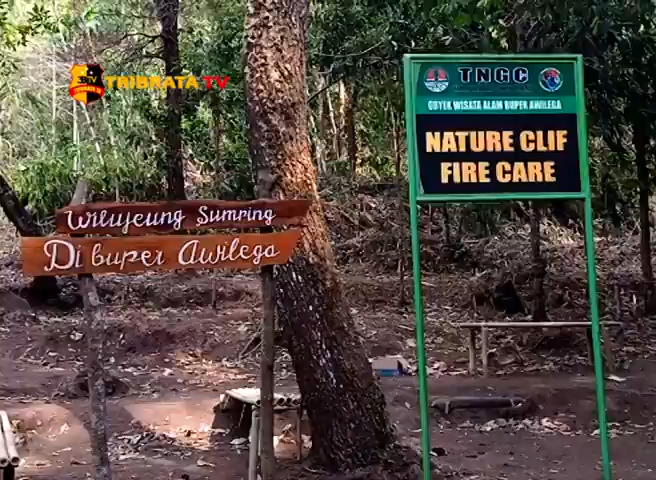 TRIBRATA TV
TNGC
OBYEK WISATA ALAM BUPER AWILEGA
NATURE CLIF
FIRE CARE
WILUJEUNG SUMPING
Di buper Awilega